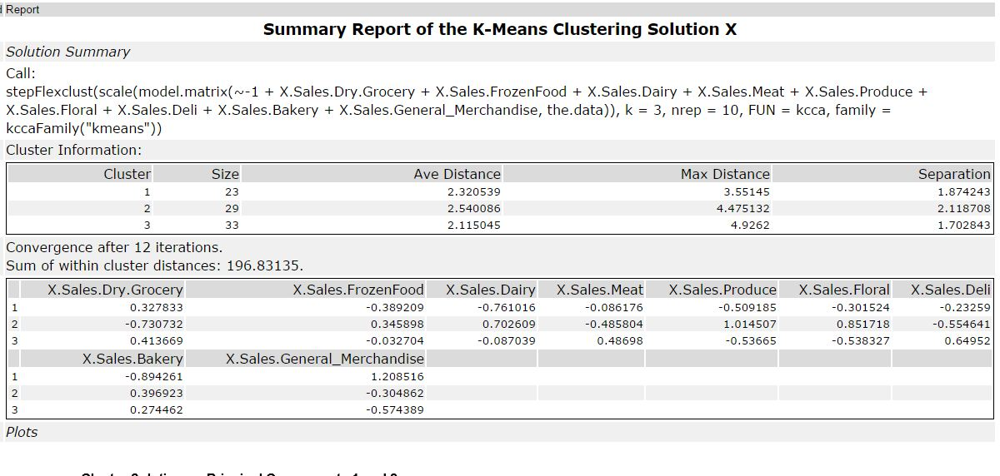 Report
Summary Report of the K-Means Clustering Solution X
Solution Summary
Call:
stepFlexclust(scale(model.matrix(~-1 + X.Sales.Dry.Grocery + X.Sales.FrozenFood + X.Sales.Dairy + X.Sales.Meat + X.Sales.Produce +
X.Sales.Floral + X.Sales.Deli + X.Sales.Bakery + X.Sales.General_Merchandise, the.data)), k = 3, nrep = 10, FUN = kcca, family =
kccaFamily("kmeans"))
Cluster Information:
Cluster Size Ave Distance Max Distance Separation
1 23 2.320539 3.55145 1.874243
2 29 2.540086 4.475132 2.118708
3 33 2.115045 4.9262 1.702843
Convergence after 12 iterations.
Sum of within cluster distances: 196.83135.
X.Sales.Dry.Grocery X.Sales.FrozenFood X.Sales.Dairy X.Sales.Meat X.Sales.Produce X.Sales.Floral X.Sales.Deli
1 0.327833 -0.389209 -0.761016 -0.086176 -0.509185 -0.301524 -0.23259
2 -0.730732 0.345898 0.702609 -0.485804 1.014507 0.851718 -0.554641
3 0.413669 -0.032704 -0.087039 0.48698 -0.53665 -0.538327 0.64952
X.Sales.Bakery X.Sales.General_Merchandise
1 -0.894261 1.208516
2 0.396923 -0.304862
3 0.274462 -0.574389
Plots